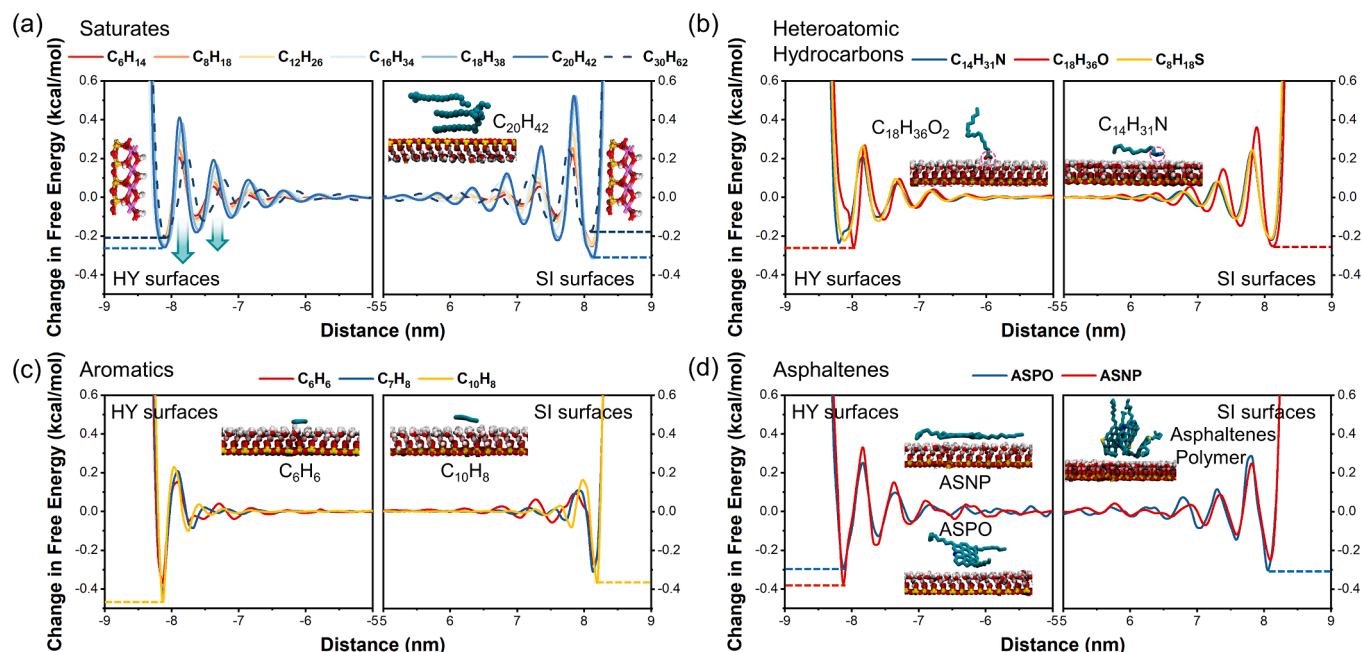 (a)
Saturates
C₆H₁₄ C₈H₁₈ C₁₂H₂₆ C₁₆H₃₄ C₁₈H₃₈ C₂₀H₄₂ C₃₀H₆₂
Change in Free Energy (kcal/mol)
0.6
0.4
0.2
0.0
-0.2
-0.4
HY surfaces
-9 -8 -7 -6 -5
C₂₀H₄₂
SI surfaces
5 6 7 8 9
0.6
0.4
0.2
0.0
-0.2
-0.4
Distance (nm)
(b)
Heteroatomic
Hydrocarbons
C₁₄H₃₁N C₁₈H₃₆O C₈H₁₈S
Change in Free Energy (kcal/mol)
0.6
0.4
0.2
0.0
-0.2
-0.4
C₁₈H₃₆O₂
HY surfaces
-9 -8 -7 -6 -5
C₁₄H₃₁N
SI surfaces
5 6 7 8 9
0.6
0.4
0.2
0.0
-0.2
-0.4
Distance (nm)
(c)
Aromatics
C₆H₆ C₇H₈ C₁₀H₈
Change in Free Energy (kcal/mol)
0.6
0.4
0.2
0.0
-0.2
-0.4
HY surfaces
C₆H₆
-9 -8 -7 -6 -5
SI surfaces
C₁₀H₈
5 6 7 8 9
0.6
0.4
0.2
0.0
-0.2
-0.4
Distance (nm)
(d)
Asphaltenes
ASPO ASNP
Change in Free Energy (kcal/mol)
0.6
0.4
0.2
0.0
-0.2
-0.4
HY surfaces
ASNP
ASPO
-9 -8 -7 -6 -5
SI surfaces
Asphaltenes
Polymer
5 6 7 8 9
0.6
0.4
0.2
0.0
-0.2
-0.4
Distance (nm)